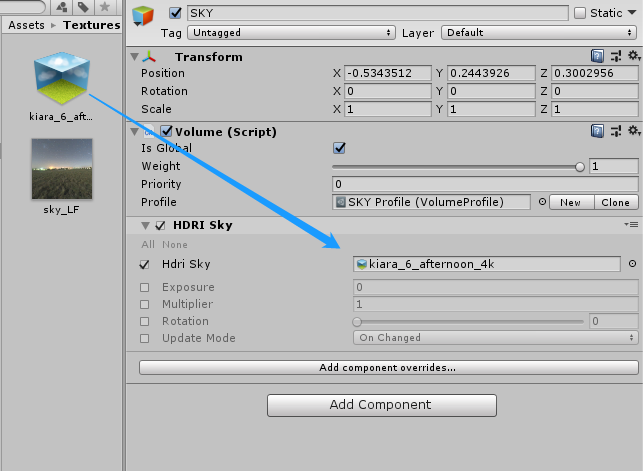 Assets ▸ Textures
kiara_6_aft...
sky_LF
SKY
Static
Tag Untagged Layer Default
Transform
Position X -0.5343512 Y 0.2443926 Z 0.3002956
Rotation X 0 Y 0 Z 0
Scale X 1 Y 1 Z 1
Volume (Script)
Is Global
Weight 1
Priority 0
Profile SKY Profile (VolumeProfile) New Clone
HDRI Sky
All None
Hdri Sky kiara_6_afternoon_4k
Exposure 0
Multiplier 1
Rotation 0
Update Mode On Changed
Add component overrides...
Add Component